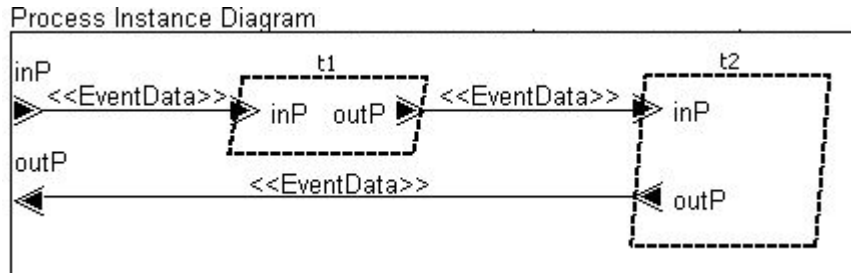 Process Instance Diagram
inP
t1
t2
<<EventData>>
<<EventData>>
inP
outP
inP
outP
<<EventData>>
outP